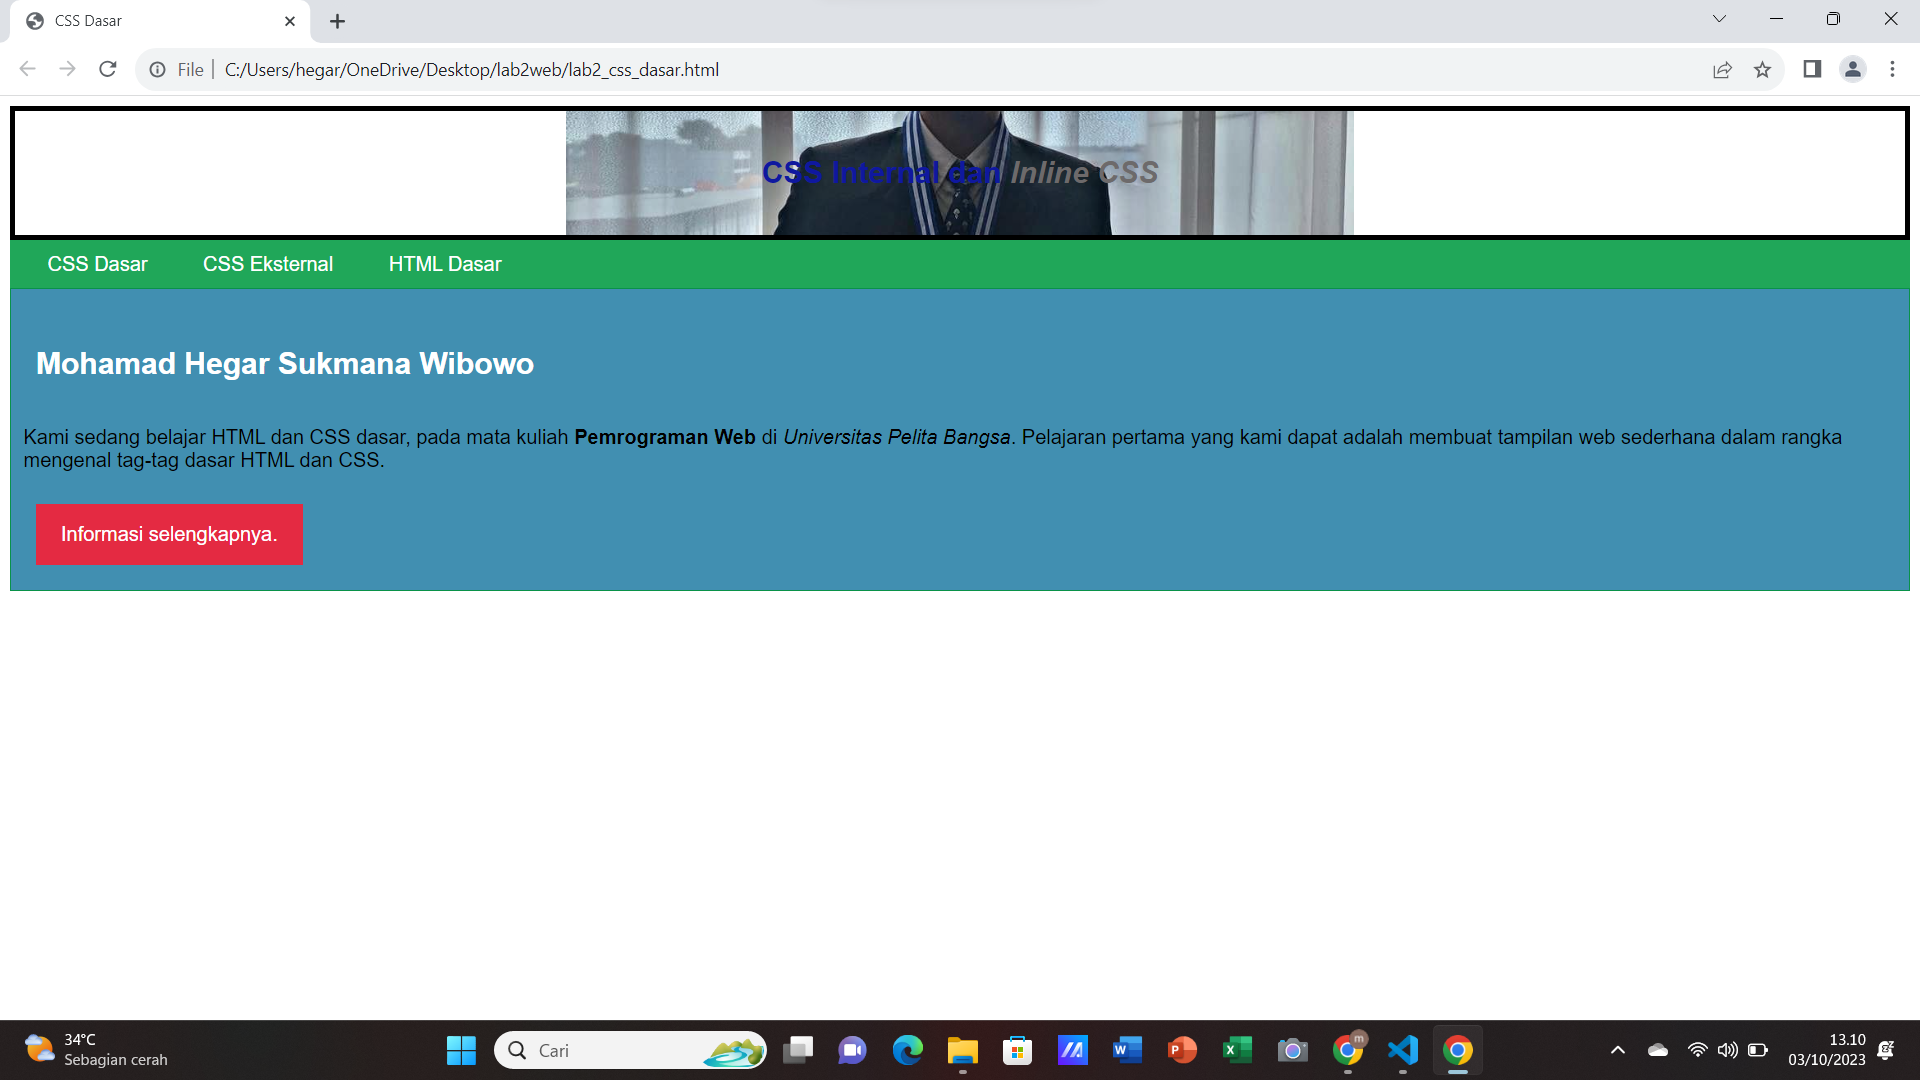 CSS Dasar
File
C:/Users/hegar/OneDrive/Desktop/lab2web/lab2_css_dasar.html
CSS Internal dan Inline CSS
CSS Dasar CSS Eksternal HTML Dasar
Mohamad Hegar Sukmana Wibowo
Kami sedang belajar HTML dan CSS dasar, pada mata kuliah Pemrograman Web di Universitas Pelita Bangsa. Pelajaran pertama yang kami dapat adalah membuat tampilan web sederhana dalam rangka
mengenal tag-tag dasar HTML dan CSS.
Informasi selengkapnya.
34°C
Sebagian cerah
Cari
W
P
X
m
13.10
03/10/2023